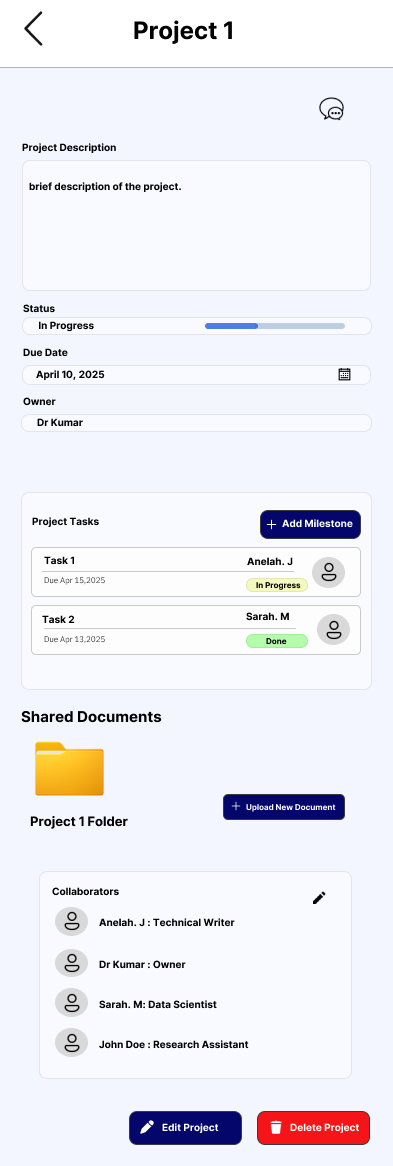 Project 1
Project Description
brief description of the project.
Status
In Progress
Due Date
April 10, 2025
Owner
Dr Kumar
Project Tasks
Add Milestone
Task 1
Anelah. J
Due Apr 15,2025
In Progress
Task 2
Sarah. M
Due Apr 13,2025
Done
Shared Documents
Upload New Document
Project 1 Folder
Collaborators
Anelah. J : Technical Writer
Dr Kumar : Owner
Sarah. M: Data Scientist
John Doe : Research Assistant
Edit Project
Delete Project